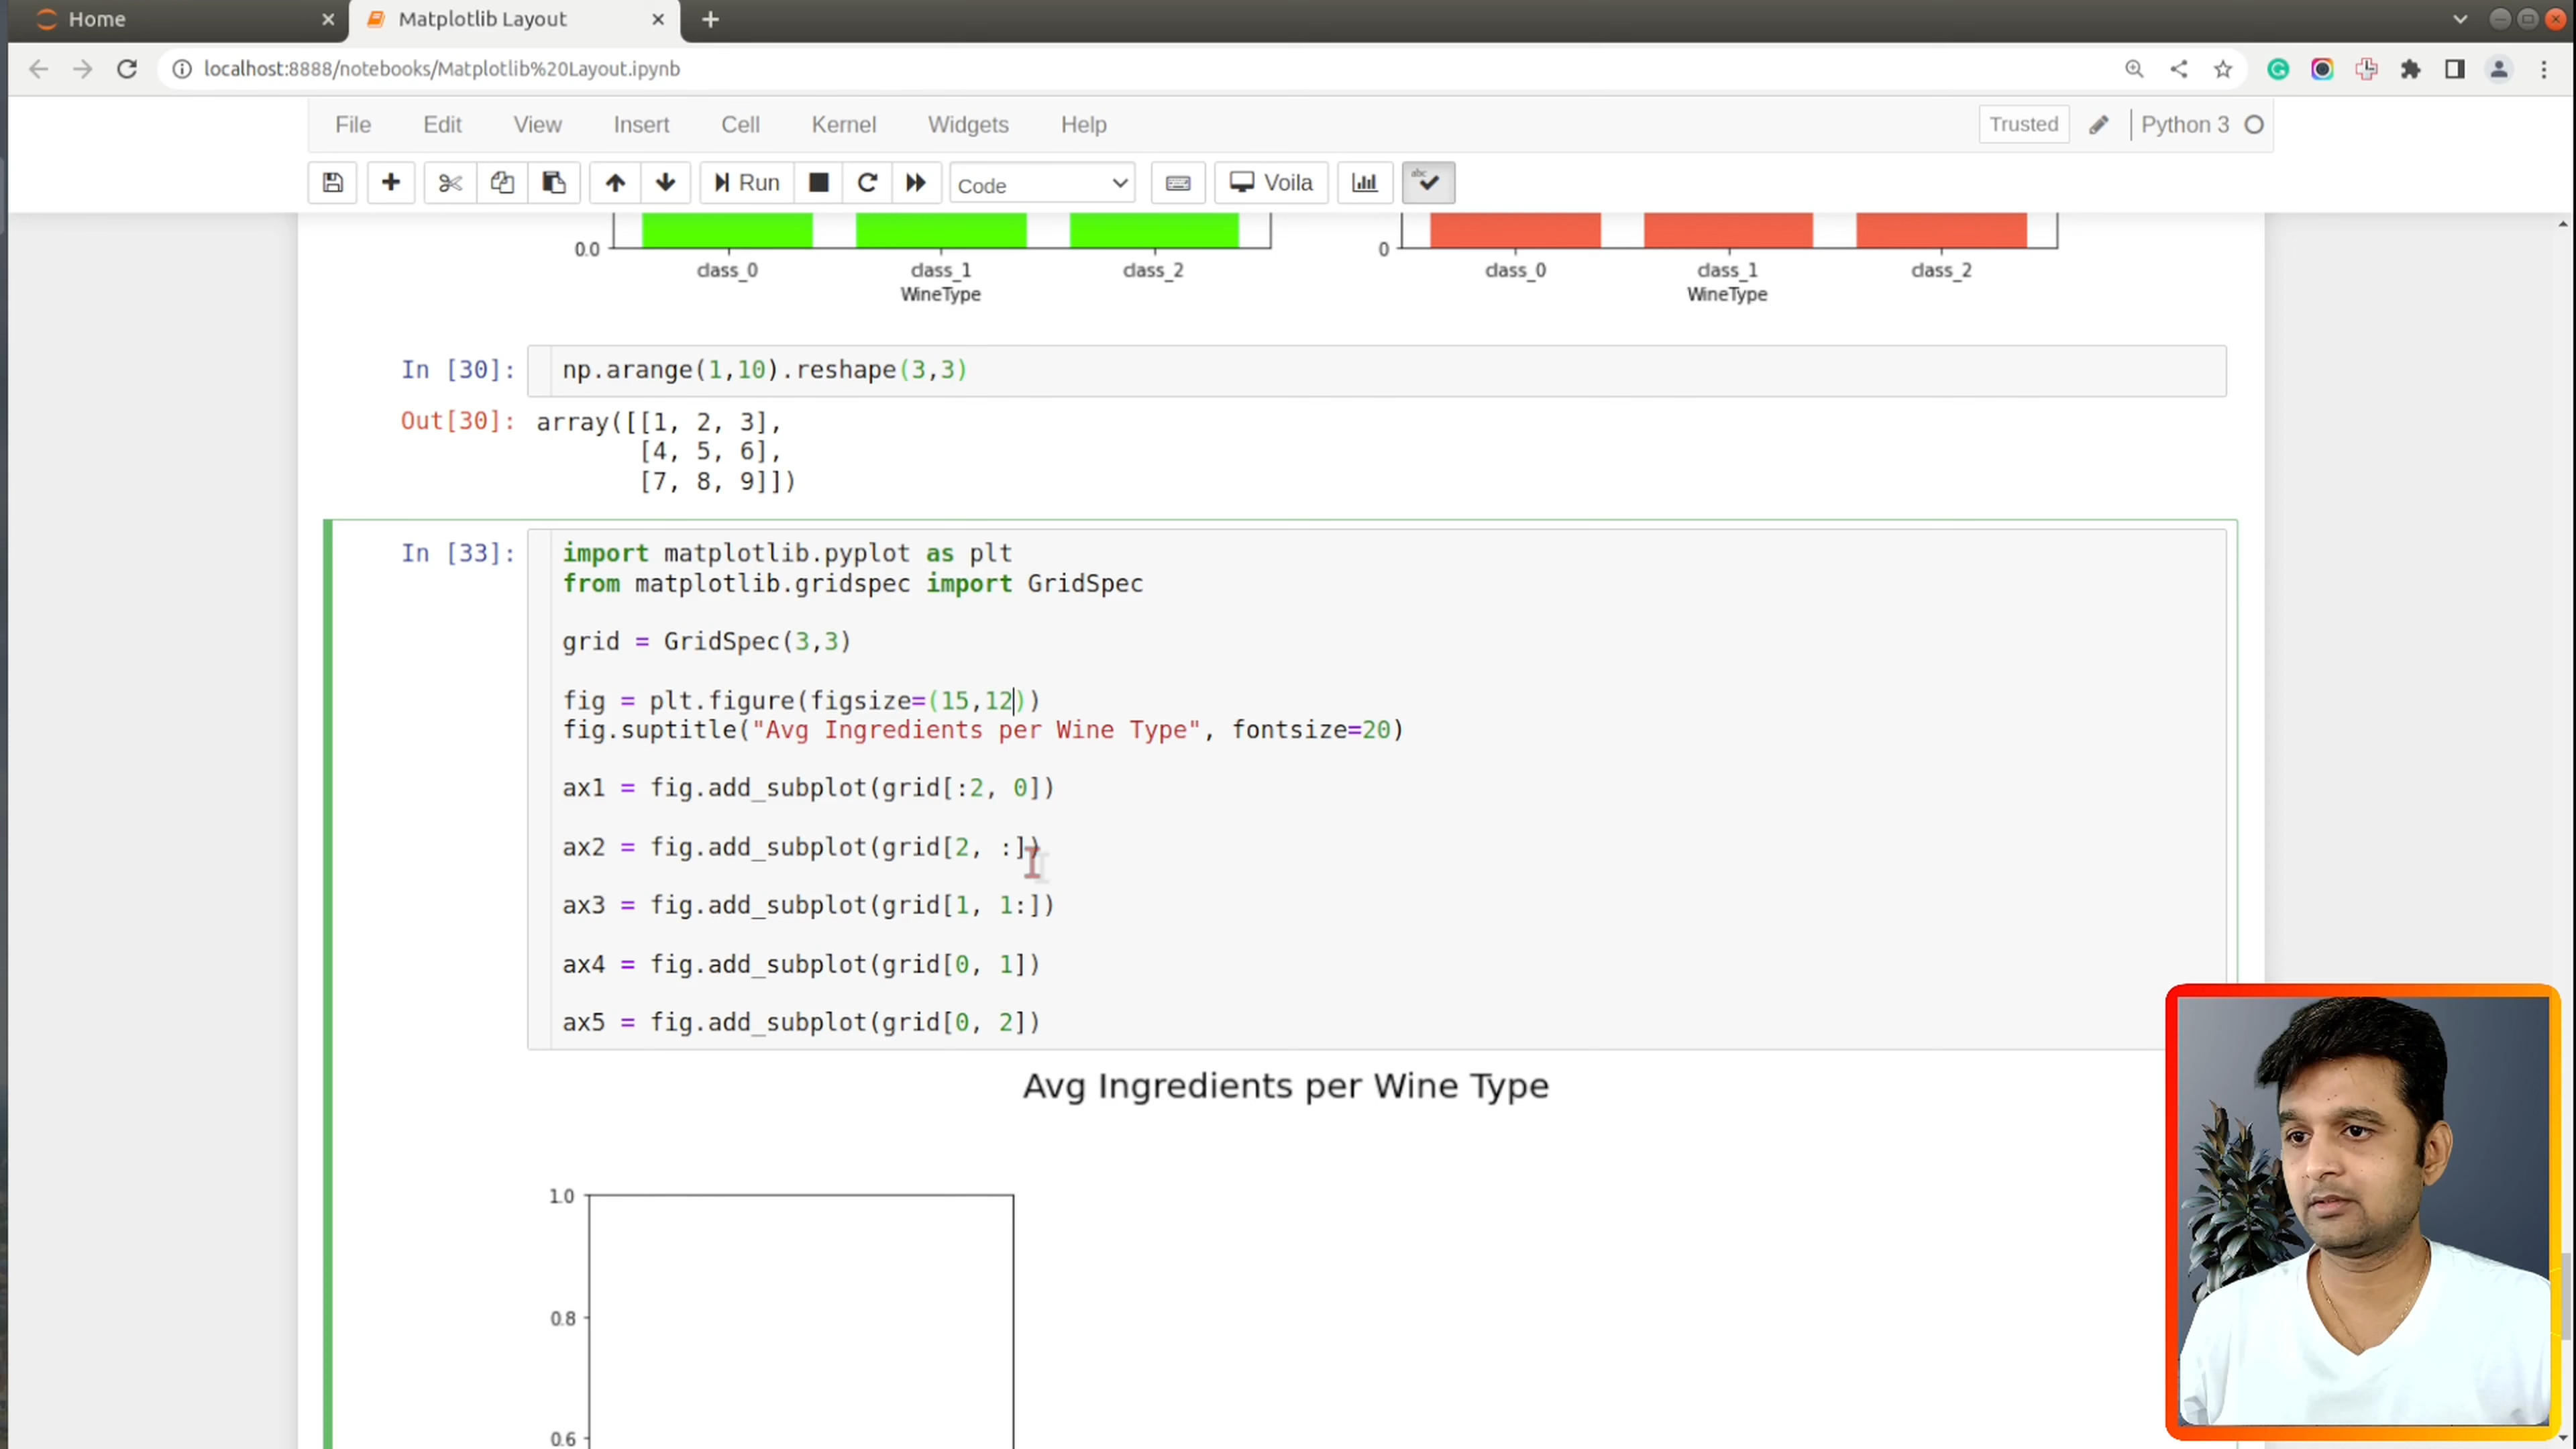 Home
Matplotlib Layout
localhost:8888/notebooks/Matplotlib%20Layout.ipynb
File Edit View Insert Cell Kernel Widgets Help
Trusted Python 3
Run Code Voila abc
0.0 0
class_0 class_1 class_2 class_0 class_1 class_2
WineType WineType
In [30]: np.arange(1,10).reshape(3,3)
Out[30]: array([[1, 2, 3],
[4, 5, 6],
[7, 8, 9]])
In [33]: import matplotlib.pyplot as plt
from matplotlib.gridspec import GridSpec
grid = GridSpec(3,3)
fig = plt.figure(figsize=(15,12))
fig.suptitle("Avg Ingredients per Wine Type", fontsize=20)
ax1 = fig.add_subplot(grid[:2, 0])
ax2 = fig.add_subplot(grid[2, :])
ax3 = fig.add_subplot(grid[1, 1:])
ax4 = fig.add_subplot(grid[0, 1])
ax5 = fig.add_subplot(grid[0, 2])
Avg Ingredients per Wine Type
1.0
0.8
0.6